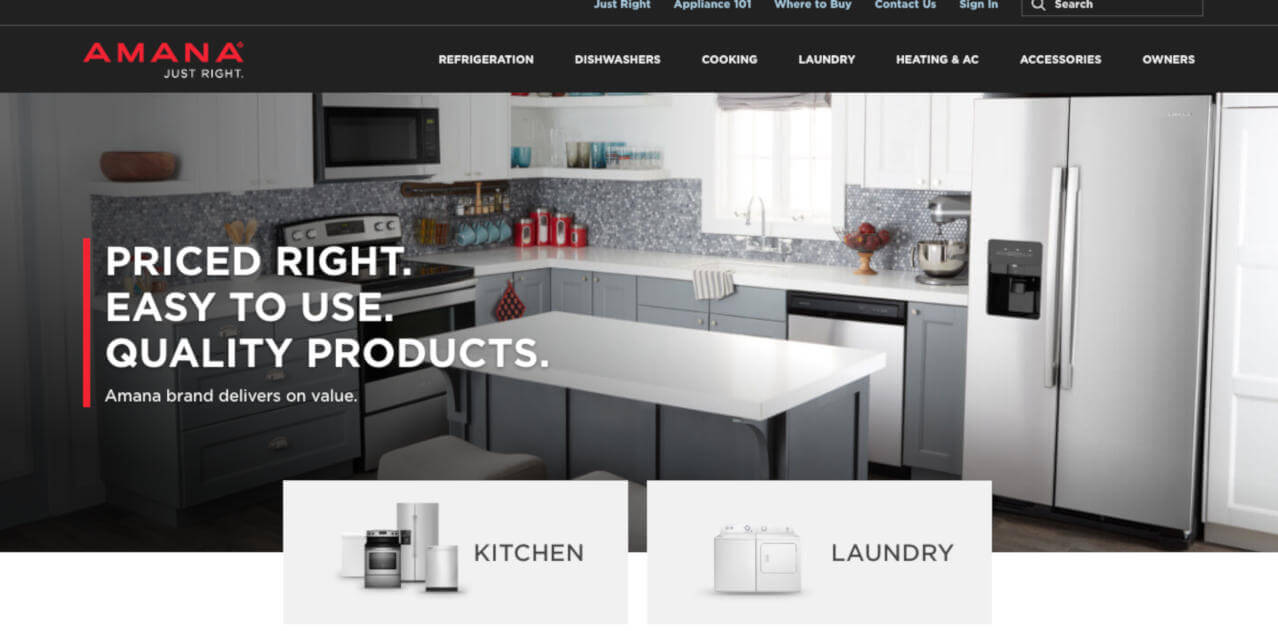 Just Right Appliance 101 Where to Buy Contact Us Sign In Search
AMANA®
JUST RIGHT.
REFRIGERATION DISHWASHERS COOKING LAUNDRY HEATING & AC ACCESSORIES OWNERS
PRICED RIGHT.
EASY TO USE.
QUALITY PRODUCTS.
Amana brand delivers on value.
KITCHEN
LAUNDRY